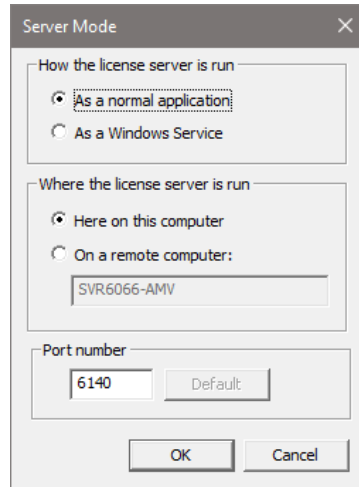 Server Mode
How the license server is run
As a normal application
As a Windows Service
Where the license server is run
Here on this computer
On a remote computer:
SVR6066-AMV
Port number
6140 Default
OK Cancel